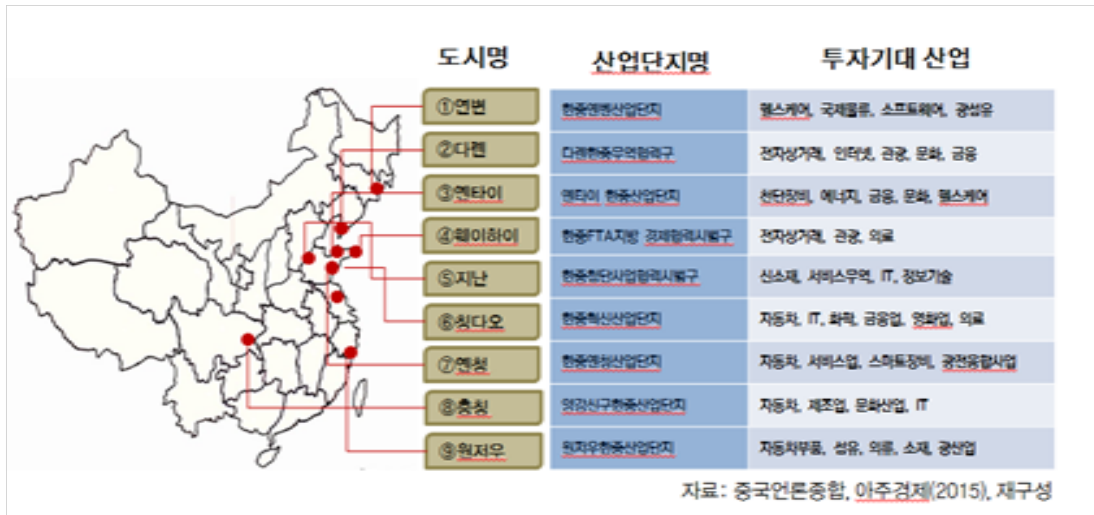 도시명 산업단지명 투자기대 산업
①연변 한중옌볜산업단지 헬스케어, 국제물류, 소프트웨어, 광섬유
②다롄 다롄한중무역협력구 전자상거래, 인터넷, 관광, 문화, 금융
③옌타이 옌타이 한중산업단지 첨단장비, 에너지, 금융, 문화, 헬스케어
④웨이하이 한중FTA지방 경제협력시범구 전자상거래, 관광, 의료
⑤지난 한중첨단사업협력시범구 신소재, 서비스무역, IT, 정보기술
⑥칭다오 한중혁신산업단지 자동차, IT, 화학, 금융업, 영화업, 의료
⑦옌청 한중옌청산업단지 자동차, 서비스업, 스마트장비, 광전융합사업
⑧충칭 양강신구한중산업단지 자동차, 제조업, 문화산업, IT
⑨원저우 원저우한중산업단지 자동차부품, 섬유, 의류, 소재, 광산업
자료: 중국언론종합, 아주경제(2015), 재구성